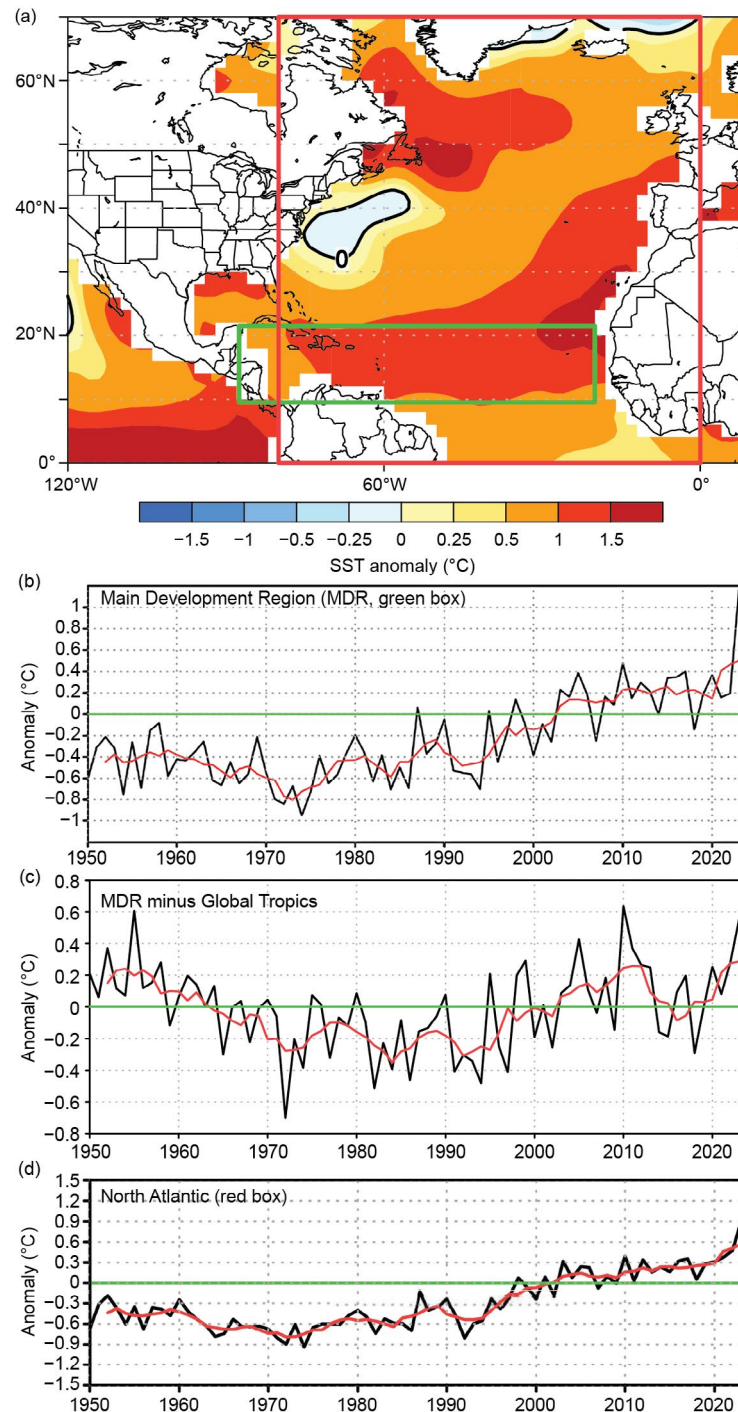 (a)
60°N
40°N
0
20°N
0°
120°W 60°W 0°
−1.5 −1 −0.5 −0.25 0 0.25 0.5 1 1.5
SST anomaly (°C)
(b)
Main Development Region (MDR, green box)
Anomaly (°C)
1
0.8
0.6
0.4
0.2
0
−0.2
−0.4
−0.6
−0.8
−1
1950 1960 1970 1980 1990 2000 2010 2020
(c)
MDR minus Global Tropics
Anomaly (°C)
0.8
0.6
0.4
0.2
0
−0.2
−0.4
−0.6
−0.8
1950 1960 1970 1980 1990 2000 2010 2020
(d)
North Atlantic (red box)
Anomaly (°C)
1.5
1.2
0.9
0.6
0.3
0
−0.3
−0.6
−0.9
−1.2
−1.5
1950 1960 1970 1980 1990 2000 2010 2020